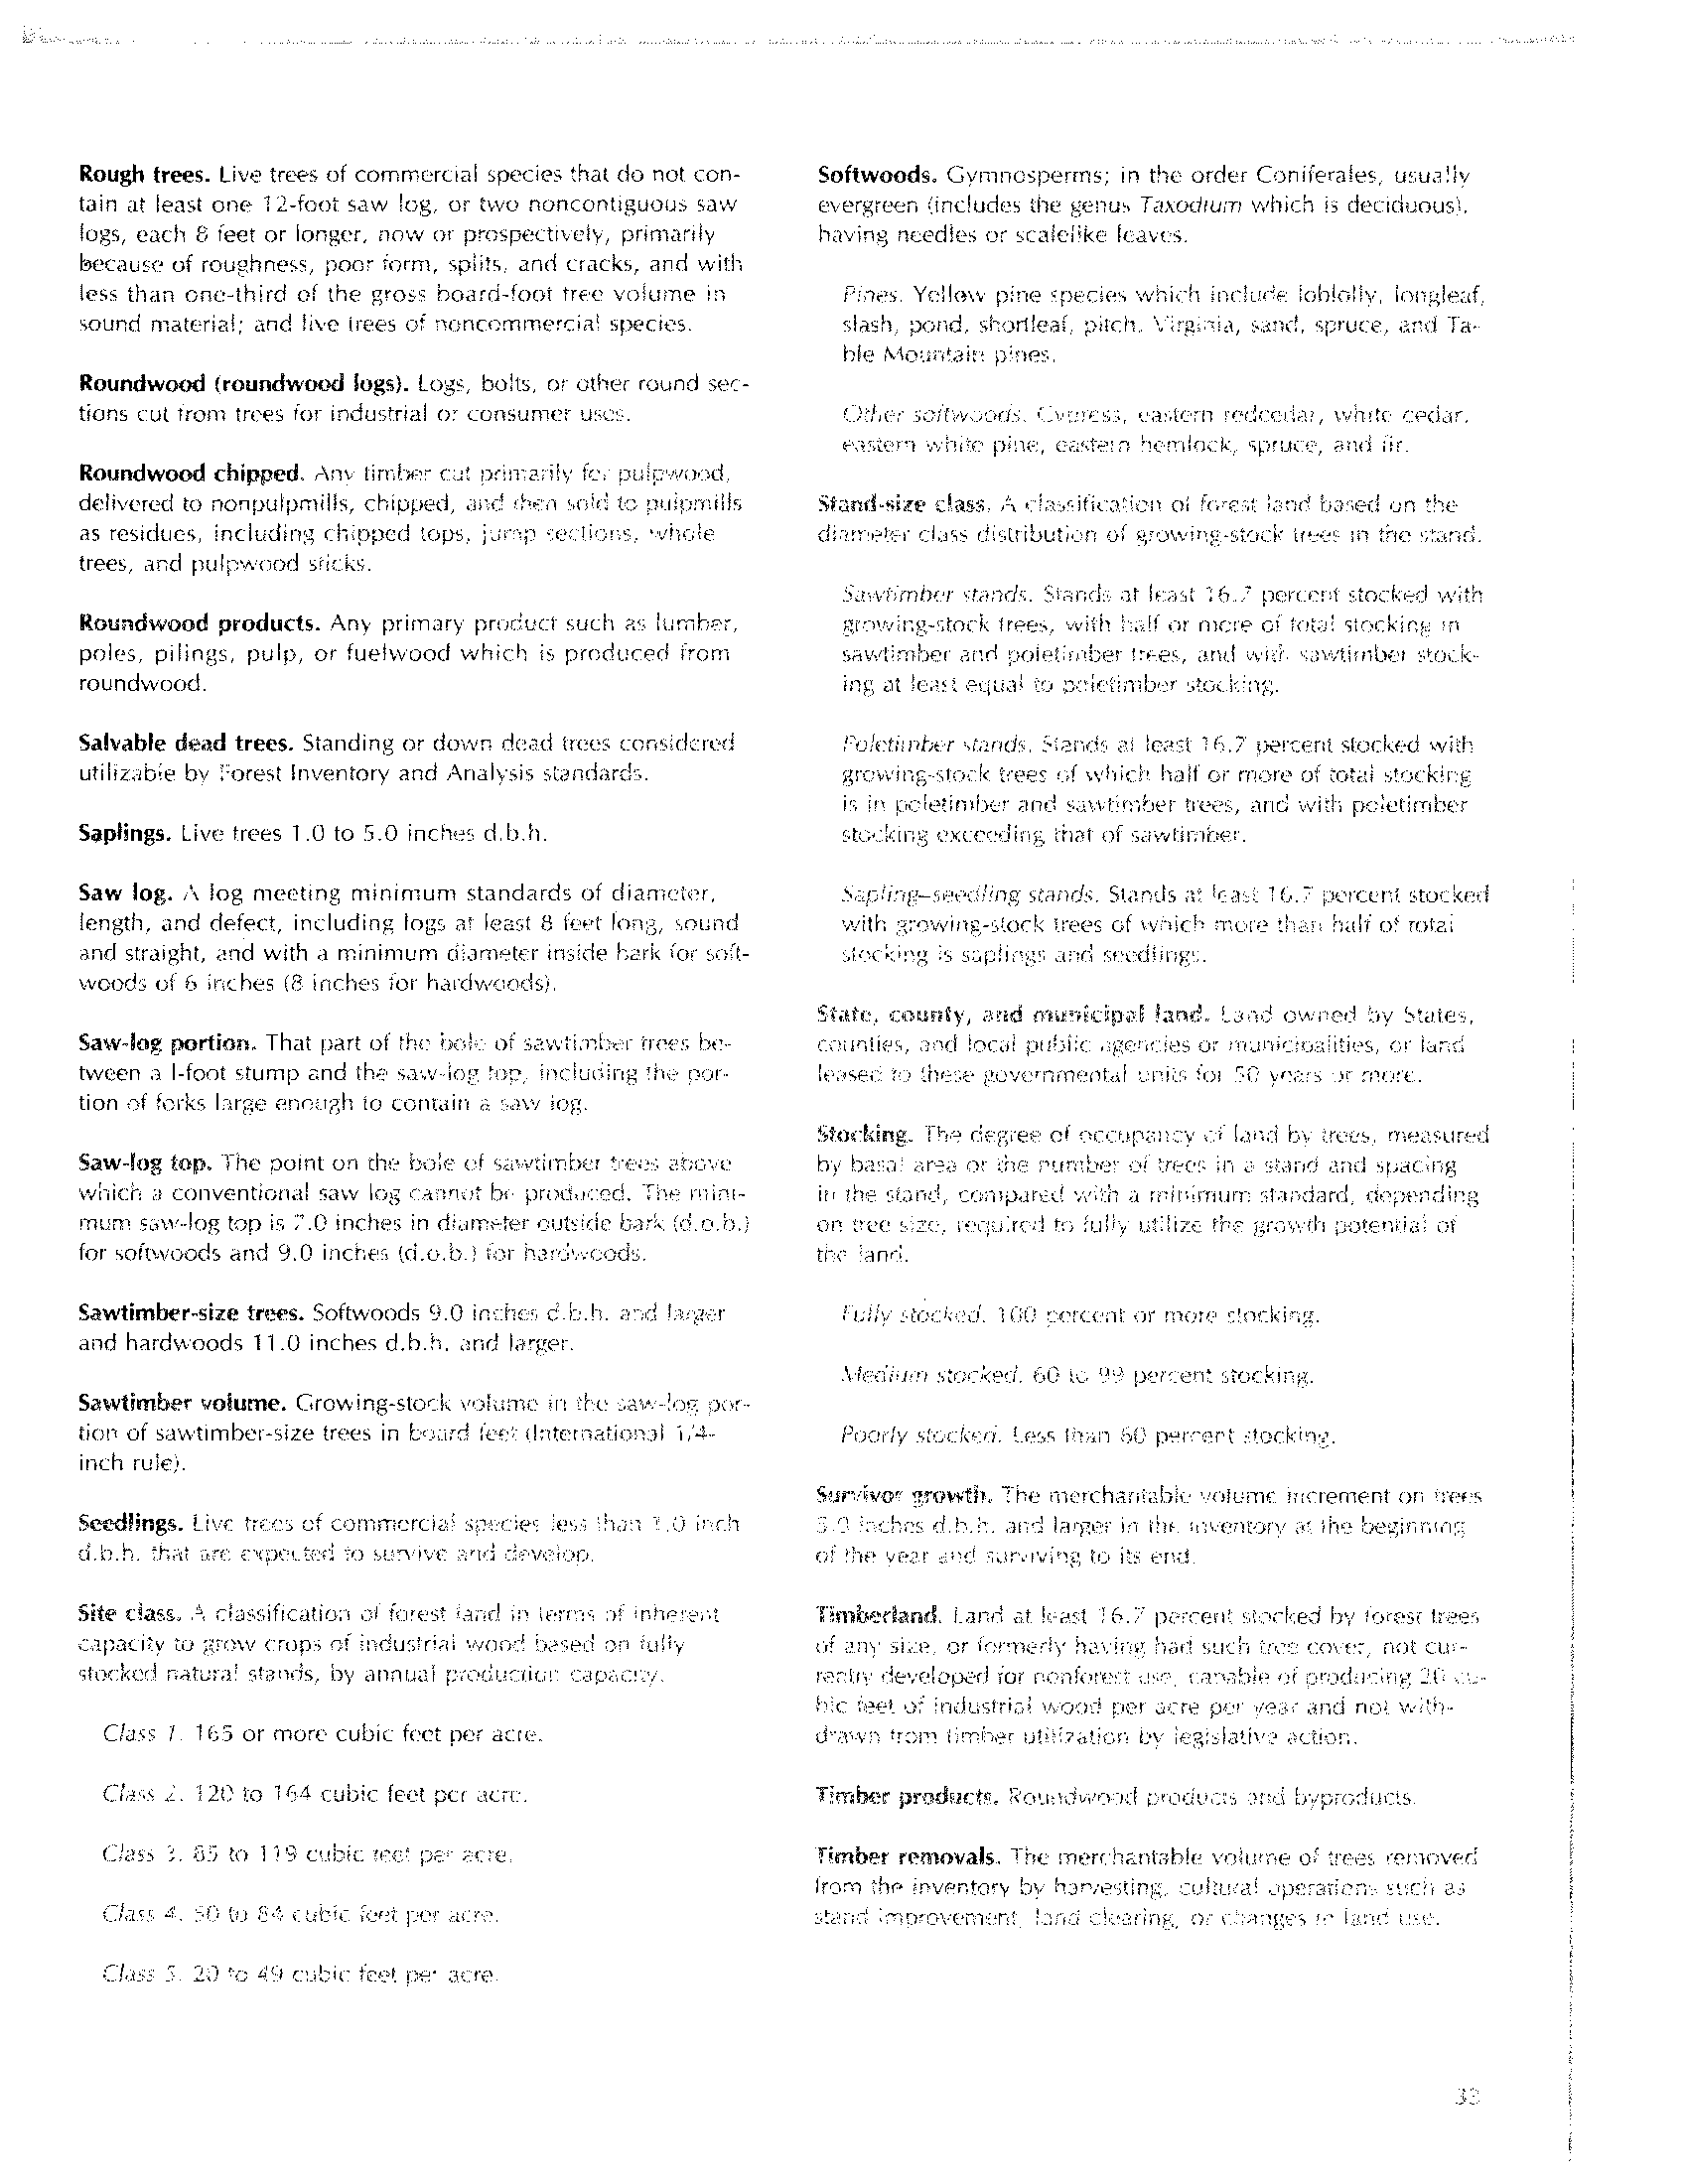 Rough trees. Live trees of commercial species that do not con-
tain at least one 12-foot saw log, or two noncontiguous saw
logs, each 8 feet or longer, now or prospectively, primarily
because of roughness, poor form, splits, and cracks, and with
less than one-third of the gross board-foot tree volume in
sound material; and live trees of noncommercial species.
Roundwood (roundwood logs). Logs, bolts, or other round sec-
tions cut from trees for industrial or consumer uses.
Roundwood chipped. Any timber cut primarily for pulpwood,
delivered to nonpulpmills, chipped, and then sold to pulpmills
as residues, including chipped tops, jump sections, whole
trees, and pulpwood sticks.
Roundwood products. Any primary product such as lumber,
poles, pilings, pulp, or fuelwood which is produced from
roundwood.
Salvable dead trees. Standing or down dead trees considered
utilizable by Forest Inventory and Analysis standards.
Saplings. Live trees 1.0 to 5.0 inches d.b.h.
Saw log. A log meeting minimum standards of diameter,
length, and defect, including logs at least 8 feet long, sound
and straight, and with a minimum diameter inside bark for soft-
woods of 6 inches (8 inches for hardwoods).
Saw-log portion. That part of the bole of sawtimber trees be-
tween a l-foot stump and the saw-log top, including the por-
tion of forks large enough to contain a saw log.
Saw-log top. The point on the bole of sawtimber trees above
which a conventional saw log cannot be produced. The mini-
mum saw-log top is 7.0 inches in diameter outside bark (d.o.b.)
for softwoods and 9.0 inches (d.o.b.) for hardwoods.
Sawtimber-size trees. Softwoods 9.0 inches d.b.h. and larger
and hardwoods 11.0 inches d.b.h. and larger.
Sawtimber volume. Growing-stock volume in the saw-log por-
tion of sawtimber-size trees in board feet (International 1/4-
inch rule).
Seedlings. Live trees of commercial species less than 1.0 inch
d.b.h. that are expected to survive and develop.
Site class. A classification of forest land in terms of inherent
capacity to grow crops of industrial wood based on fully
stocked natural stands, by annual production capacity.
Class 1. 165 or more cubic feet per acre.
Class 2. 120 to 164 cubic feet per acre.
Class 3. 85 to 119 cubic feet per acre.
Class 4. 50 to 84 cubic feet per acre.
Class 5. 20 to 49 cubic feet per acre.
Softwoods. Gymnosperms; in the order Coniferales, usually
evergreen (includes the genus Taxodium which is deciduous),
having needles or scalelike leaves.
Pines. Yellow pine species which include loblolly, longleaf,
slash, pond, shortleaf, pitch, Virginia, sand, spruce, and Ta-
ble Mountain pines.
Other softwoods. Cypress, eastern redcedar, white cedar,
eastern white pine, eastern hemlock, spruce, and fir.
Stand-size class. A classification of forest land based on the
diameter class distribution of growing-stock trees in the stand.
Sawtimber stands. Stands at least 16.7 percent stocked with
growing-stock trees, with half or more of total stocking in
sawtimber and poletimber trees, and with sawtimber stock-
ing at least equal to poletimber stocking.
Poletimber stands. Stands at least 16.7 percent stocked with
growing-stock trees of which half or more of total stocking
is in poletimber and sawtimber trees, and with poletimber
stocking exceeding that of sawtimber.
Sapling-seedling stands. Stands at least 16.7 percent stocked
with growing-stock trees of which more than half of total
stocking is saplings and seedlings.
State, county, and municipal land. Land owned by States,
counties, and local public agencies or municipalities, or land
leased to these governmental units for 50 years or more.
Stocking. The degree of occupancy of land by trees, measured
by basal area or the number of trees in a stand and spacing
in the stand, compared with a minimum standard, depending
on tree size, required to fully utilize the growth potential of
the land.
Fully stocked. 100 percent or more stocking.
Medium stocked. 60 to 99 percent stocking.
Poorly stocked. Less than 60 percent stocking.
Survivor growth. The merchantable volume increment on trees
5.0 inches d.b.h. and larger in the inventory at the beginning
of the year and surviving to its end.
Timberland. Land at least 16.7 percent stocked by forest trees
of any size, or formerly having had such tree cover, not cur-
rently developed for nonforest use, capable of producing 20 cu-
bic feet of industrial wood per acre per year and not with-
drawn from timber utilization by legislative action.
Timber products. Roundwood products and byproducts.
Timber removals. The merchantable volume of trees removed
from the inventory by harvesting, cultural operations such as
stand improvement, land clearing, or changes in land use.
33